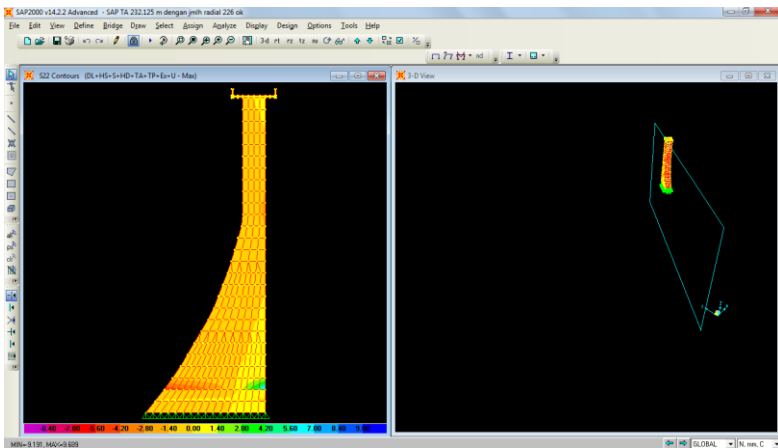 SAP2000 v14.2.2 Advanced - SAP TA 232.125 m dengan jmlh radial 226 ok
File Edit View Define Bridge Draw Select Assign Analyze Display Design Options Tools Help
3-d
nd
S22 Contours (DL+HS+S+HD+TA+TP+Es+U - Max)
3-D View
-8.40 -7.00 -5.60 -4.20 -2.80 -1.40 0.00 1.40 2.80 4.20 5.60 7.00 8.40 9.80
MIN=-9.191, MAX=9.689
GLOBAL
N, mm, C